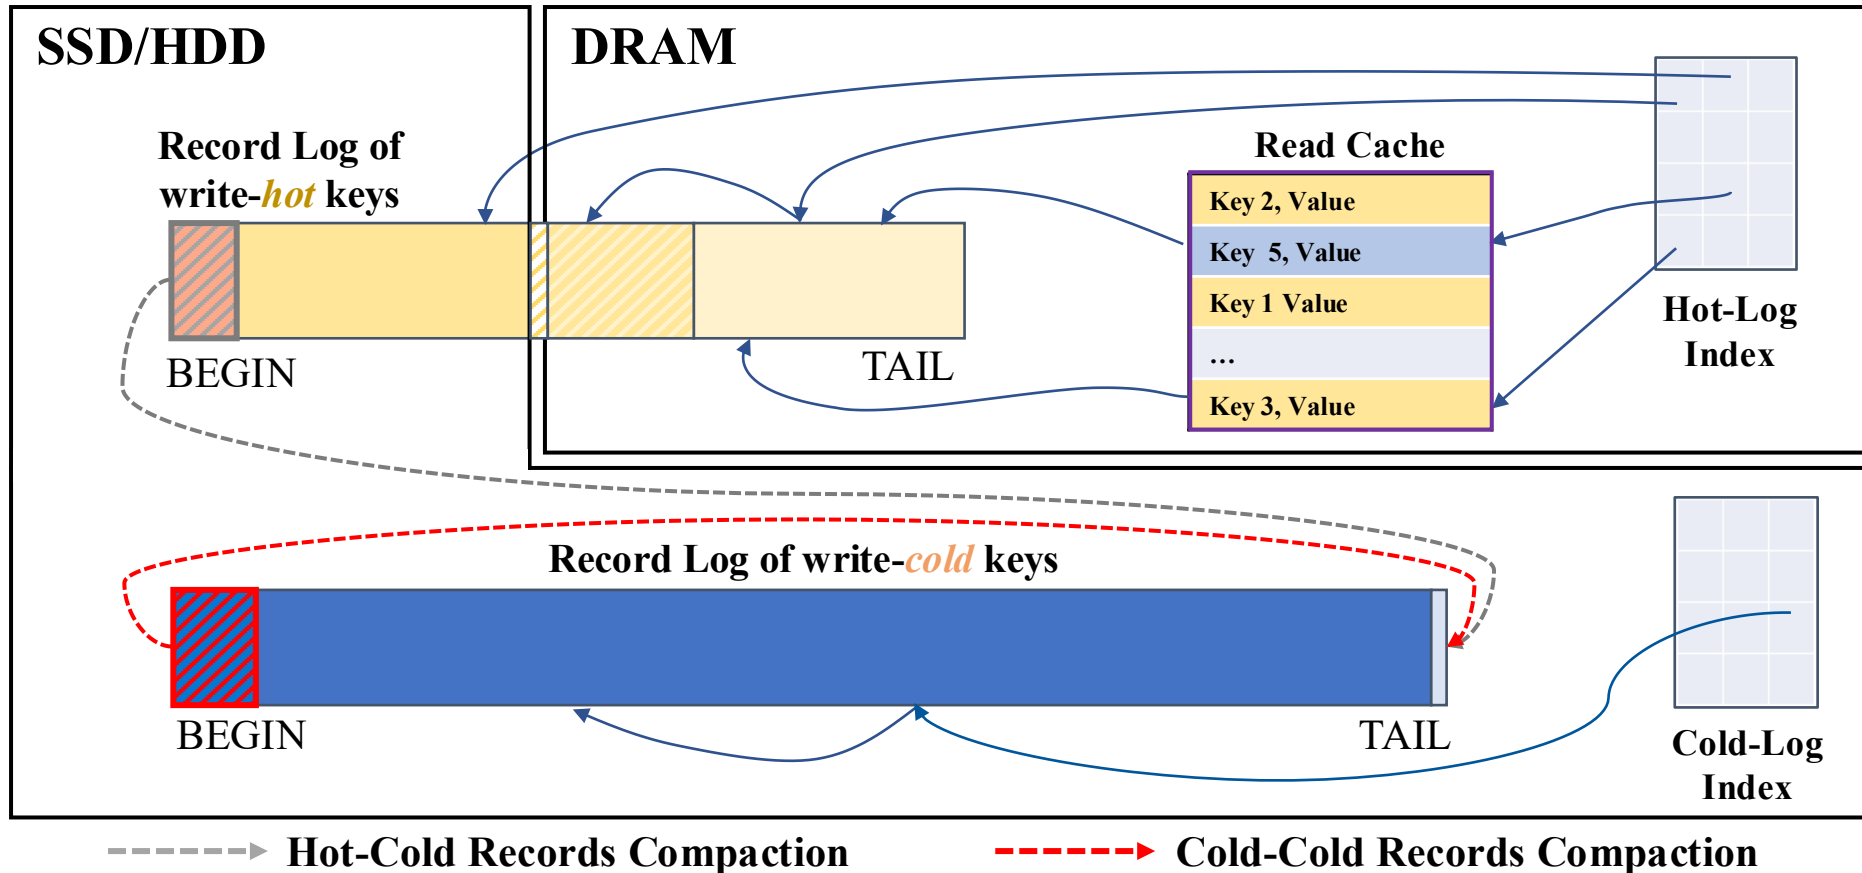 SSD/HDD
DRAM
Record Log of
write-hot keys
BEGIN
TAIL
Read Cache
Key 2, Value
Key 5, Value
Key 1 Value
...
Key 3, Value
Hot-Log
Index
Record Log of write-cold keys
BEGIN
TAIL
Cold-Log
Index
Hot-Cold Records Compaction
Cold-Cold Records Compaction